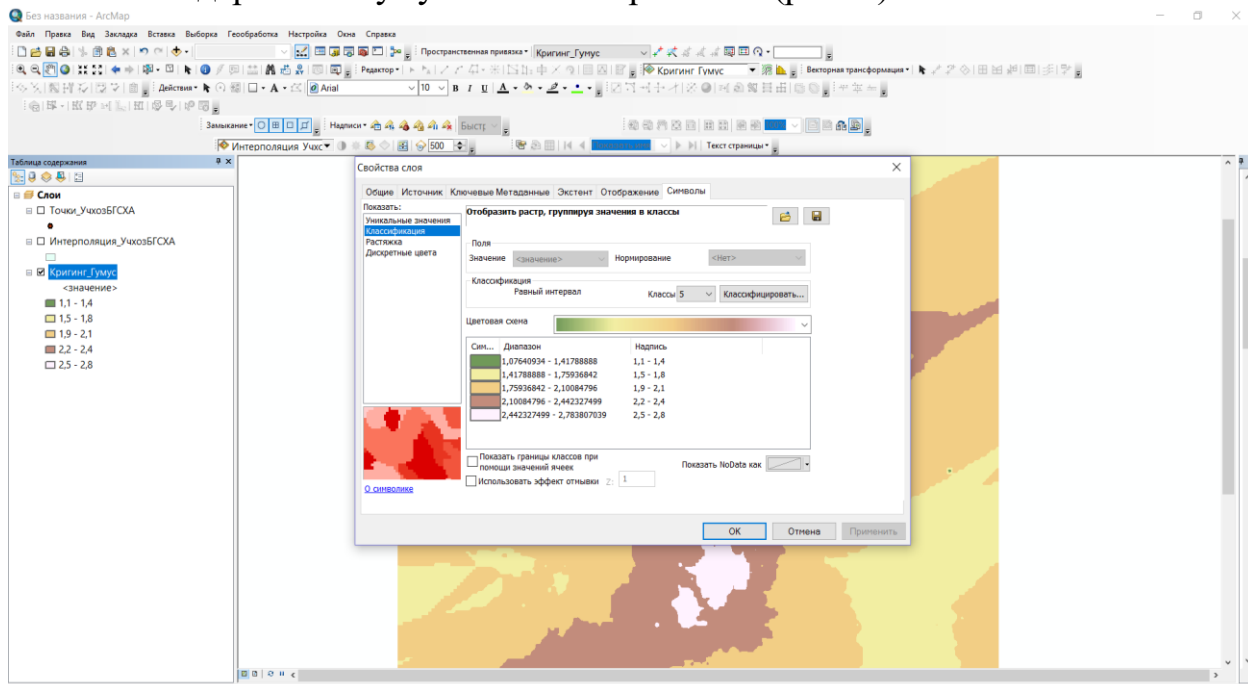 Без названия - ArcMap
Файл Правка Вид Закладка Вставка Выборка Геообработка Настройка Окна Справка
Пространственная привязка Кригинг_Гумус
Редактор Кригинг Гумус Векторная трансформация
Действия Arial 10 B I U A
Замыкание Надписи Быстр
Интерполяция Учхс 500 Текст страницы
Таблица содержания
Слои
Точки_УчхозБГСХА
Интерполяция_УчхозБГСХА
Кригинг_Гумус
<значение>
1,1 - 1,4
1,5 - 1,8
1,9 - 2,1
2,2 - 2,4
2,5 - 2,8
Свойства слоя
Общие Источник Ключевые Метаданные Экстент Отображение Символы
Показать:
Уникальные значения
Классификация
Растяжка
Дискретные цвета
О символике
Отобразить растр, группируя значения в классы
Поля
Значение <значение> Нормирование <Нет>
Классификация
Равный интервал Классы 5 Классифицировать...
Цветовая схема
Сим... Диапазон Надпись
1,07640934 - 1,41788888 1,1 - 1,4
1,41788888 - 1,75936842 1,5 - 1,8
1,75936842 - 2,10084796 1,9 - 2,1
2,10084796 - 2,442327499 2,2 - 2,4
2,442327499 - 2,783807039 2,5 - 2,8
Показать границы классов при
помощи значений ячеек
Показать NoData как
Использовать эффект отмывки Z: 1
OK Отмена Применить